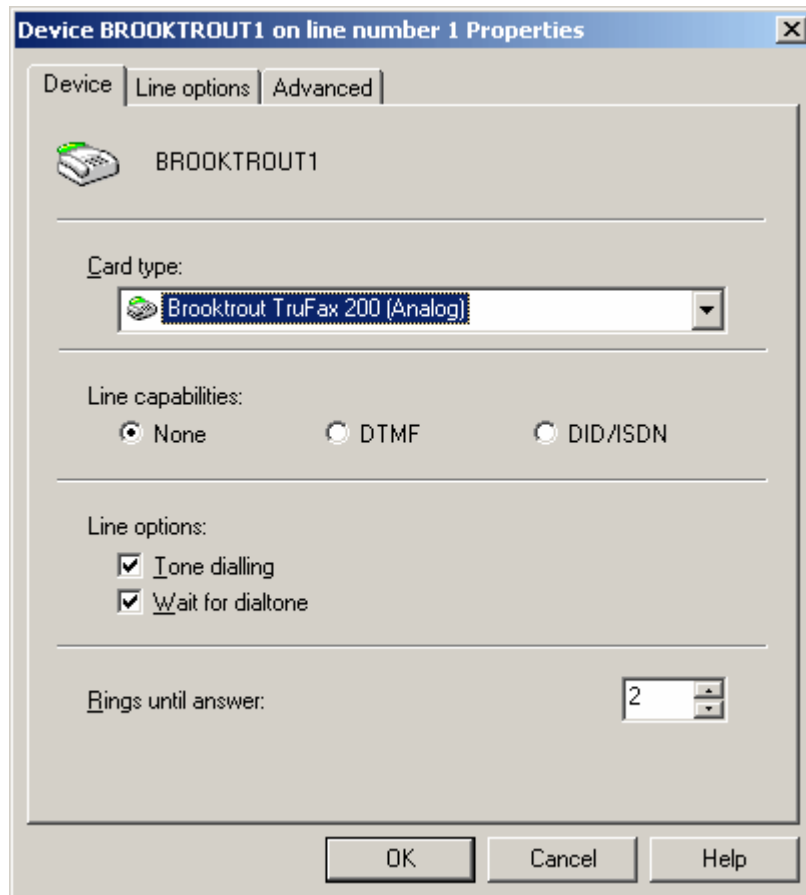 Device BROOKTROUT1 on line number 1 Properties
Device Line options Advanced
BROOKTROUT1
Card type:
Brooktrout TruFax 200 (Analog)
Line capabilities:
None DTMF DID/ISDN
Line options:
Tone dialling
Wait for dialtone
Rings until answer: 2
OK Cancel Help